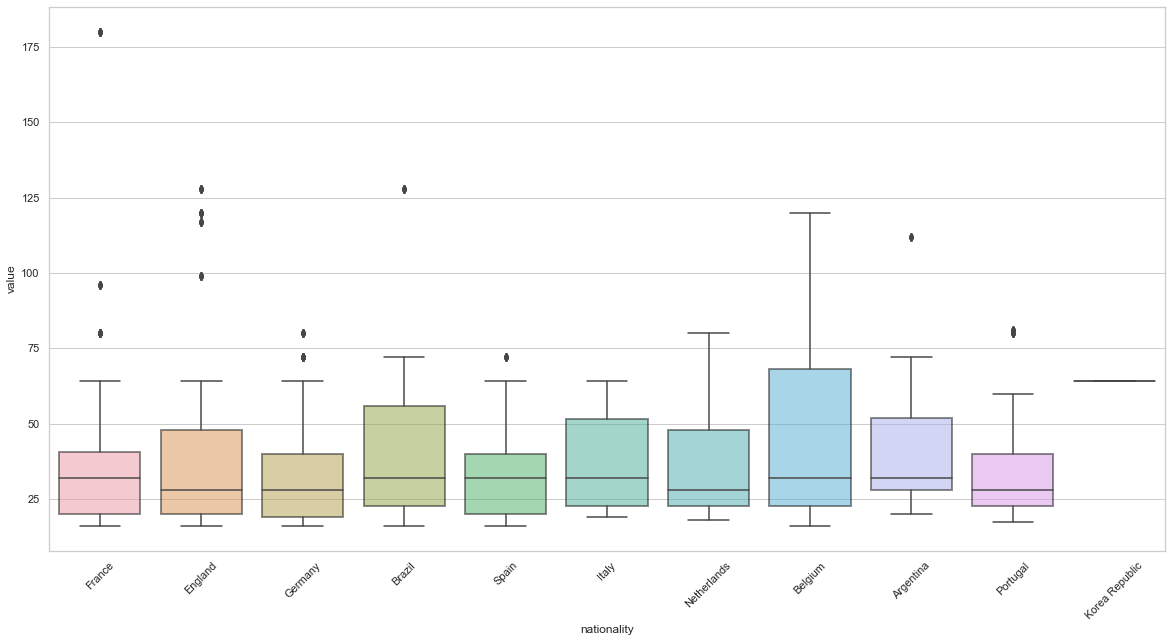 175
150
125
100
75
50
25
value
France
England
Germany
Brazil
Spain
Italy
Netherlands
Belgium
Argentina
Portugal
Korea Republic
nationality